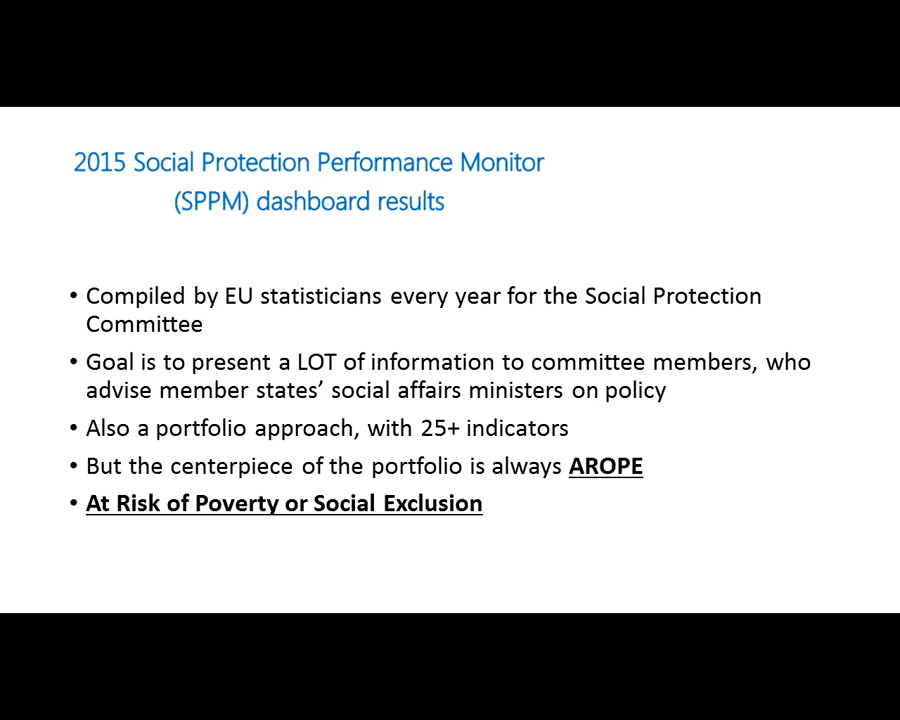 2015 Social Protection Performance Monitor
(SPPM) dashboard results
• Compiled by EU statisticians every year for the Social Protection
Committee
• Goal is to present a LOT of information to committee members, who
advise member states’ social affairs ministers on policy
• Also a portfolio approach, with 25+ indicators
• But the centerpiece of the portfolio is always AROPE
• At Risk of Poverty or Social Exclusion